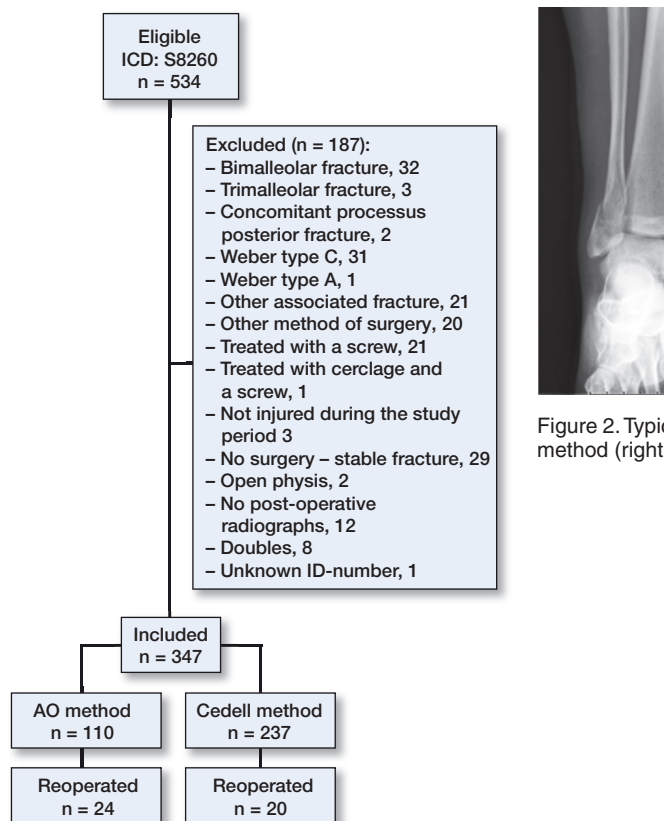 Eligible
ICD: S8260
n = 534
Excluded (n = 187):
– Bimalleolar fracture, 32
– Trimalleolar fracture, 3
– Concomitant processus
posterior fracture, 2
– Weber type C, 31
– Weber type A, 1
– Other associated fracture, 21
– Other method of surgery, 20
– Treated with a screw, 21
– Treated with cerclage and
a screw, 1
– Not injured during the study
period 3
– No surgery – stable fracture, 29
– Open physis, 2
– No post-operative
radiographs, 12
– Doubles, 8
– Unknown ID-number, 1
Included
n = 347
AO method
n = 110
Cedell method
n = 237
Reoperated
n = 24
Reoperated
n = 20
Figure 2. Typic
method (right